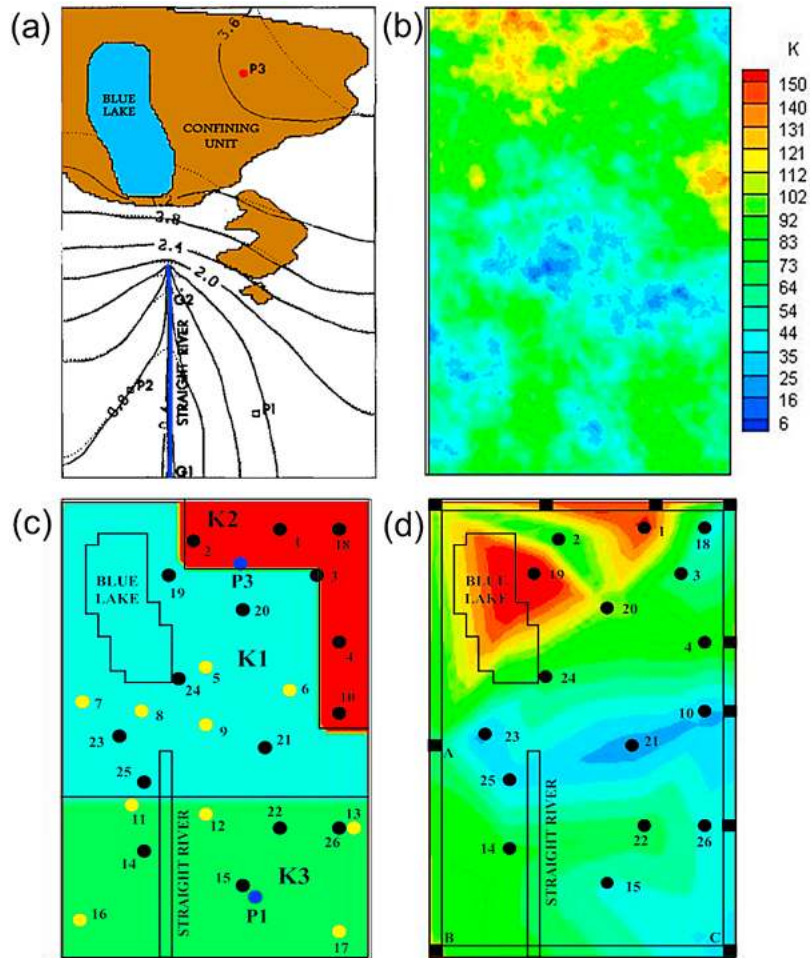 (a)
3.6
P3
BLUE
LAKE
CONFINING
UNIT
3.8
2.4
2.0
G2
STRAIGHT RIVER
P2
0.8
P1
G1
(b)
K
150
140
131
121
112
102
92
83
73
64
54
44
35
25
16
6
(c)
K2
2
1
18
P3
3
BLUE
LAKE
19
20
K1
4
5
24
6
7
8
9
10
23
21
25
11
12
22
13
26
14
STRAIGHT RIVER
15
K3
P1
16
17
(d)
1
18
2
19
3
BLUE
LAKE
20
4
24
10
23
21
A
25
22
26
14
STRAIGHT RIVER
15
B
C